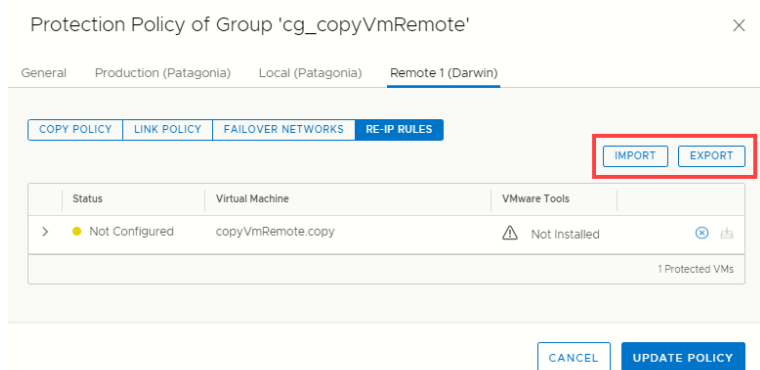 Protection Policy of Group 'cg_copyVmRemote'
General Production (Patagonia) Local (Patagonia) Remote 1 (Darwin)
COPY POLICY LINK POLICY FAILOVER NETWORKS RE-IP RULES
IMPORT EXPORT
Status Virtual Machine VMware Tools
Not Configured copyVmRemote.copy Not Installed
1 Protected VMs
CANCEL UPDATE POLICY